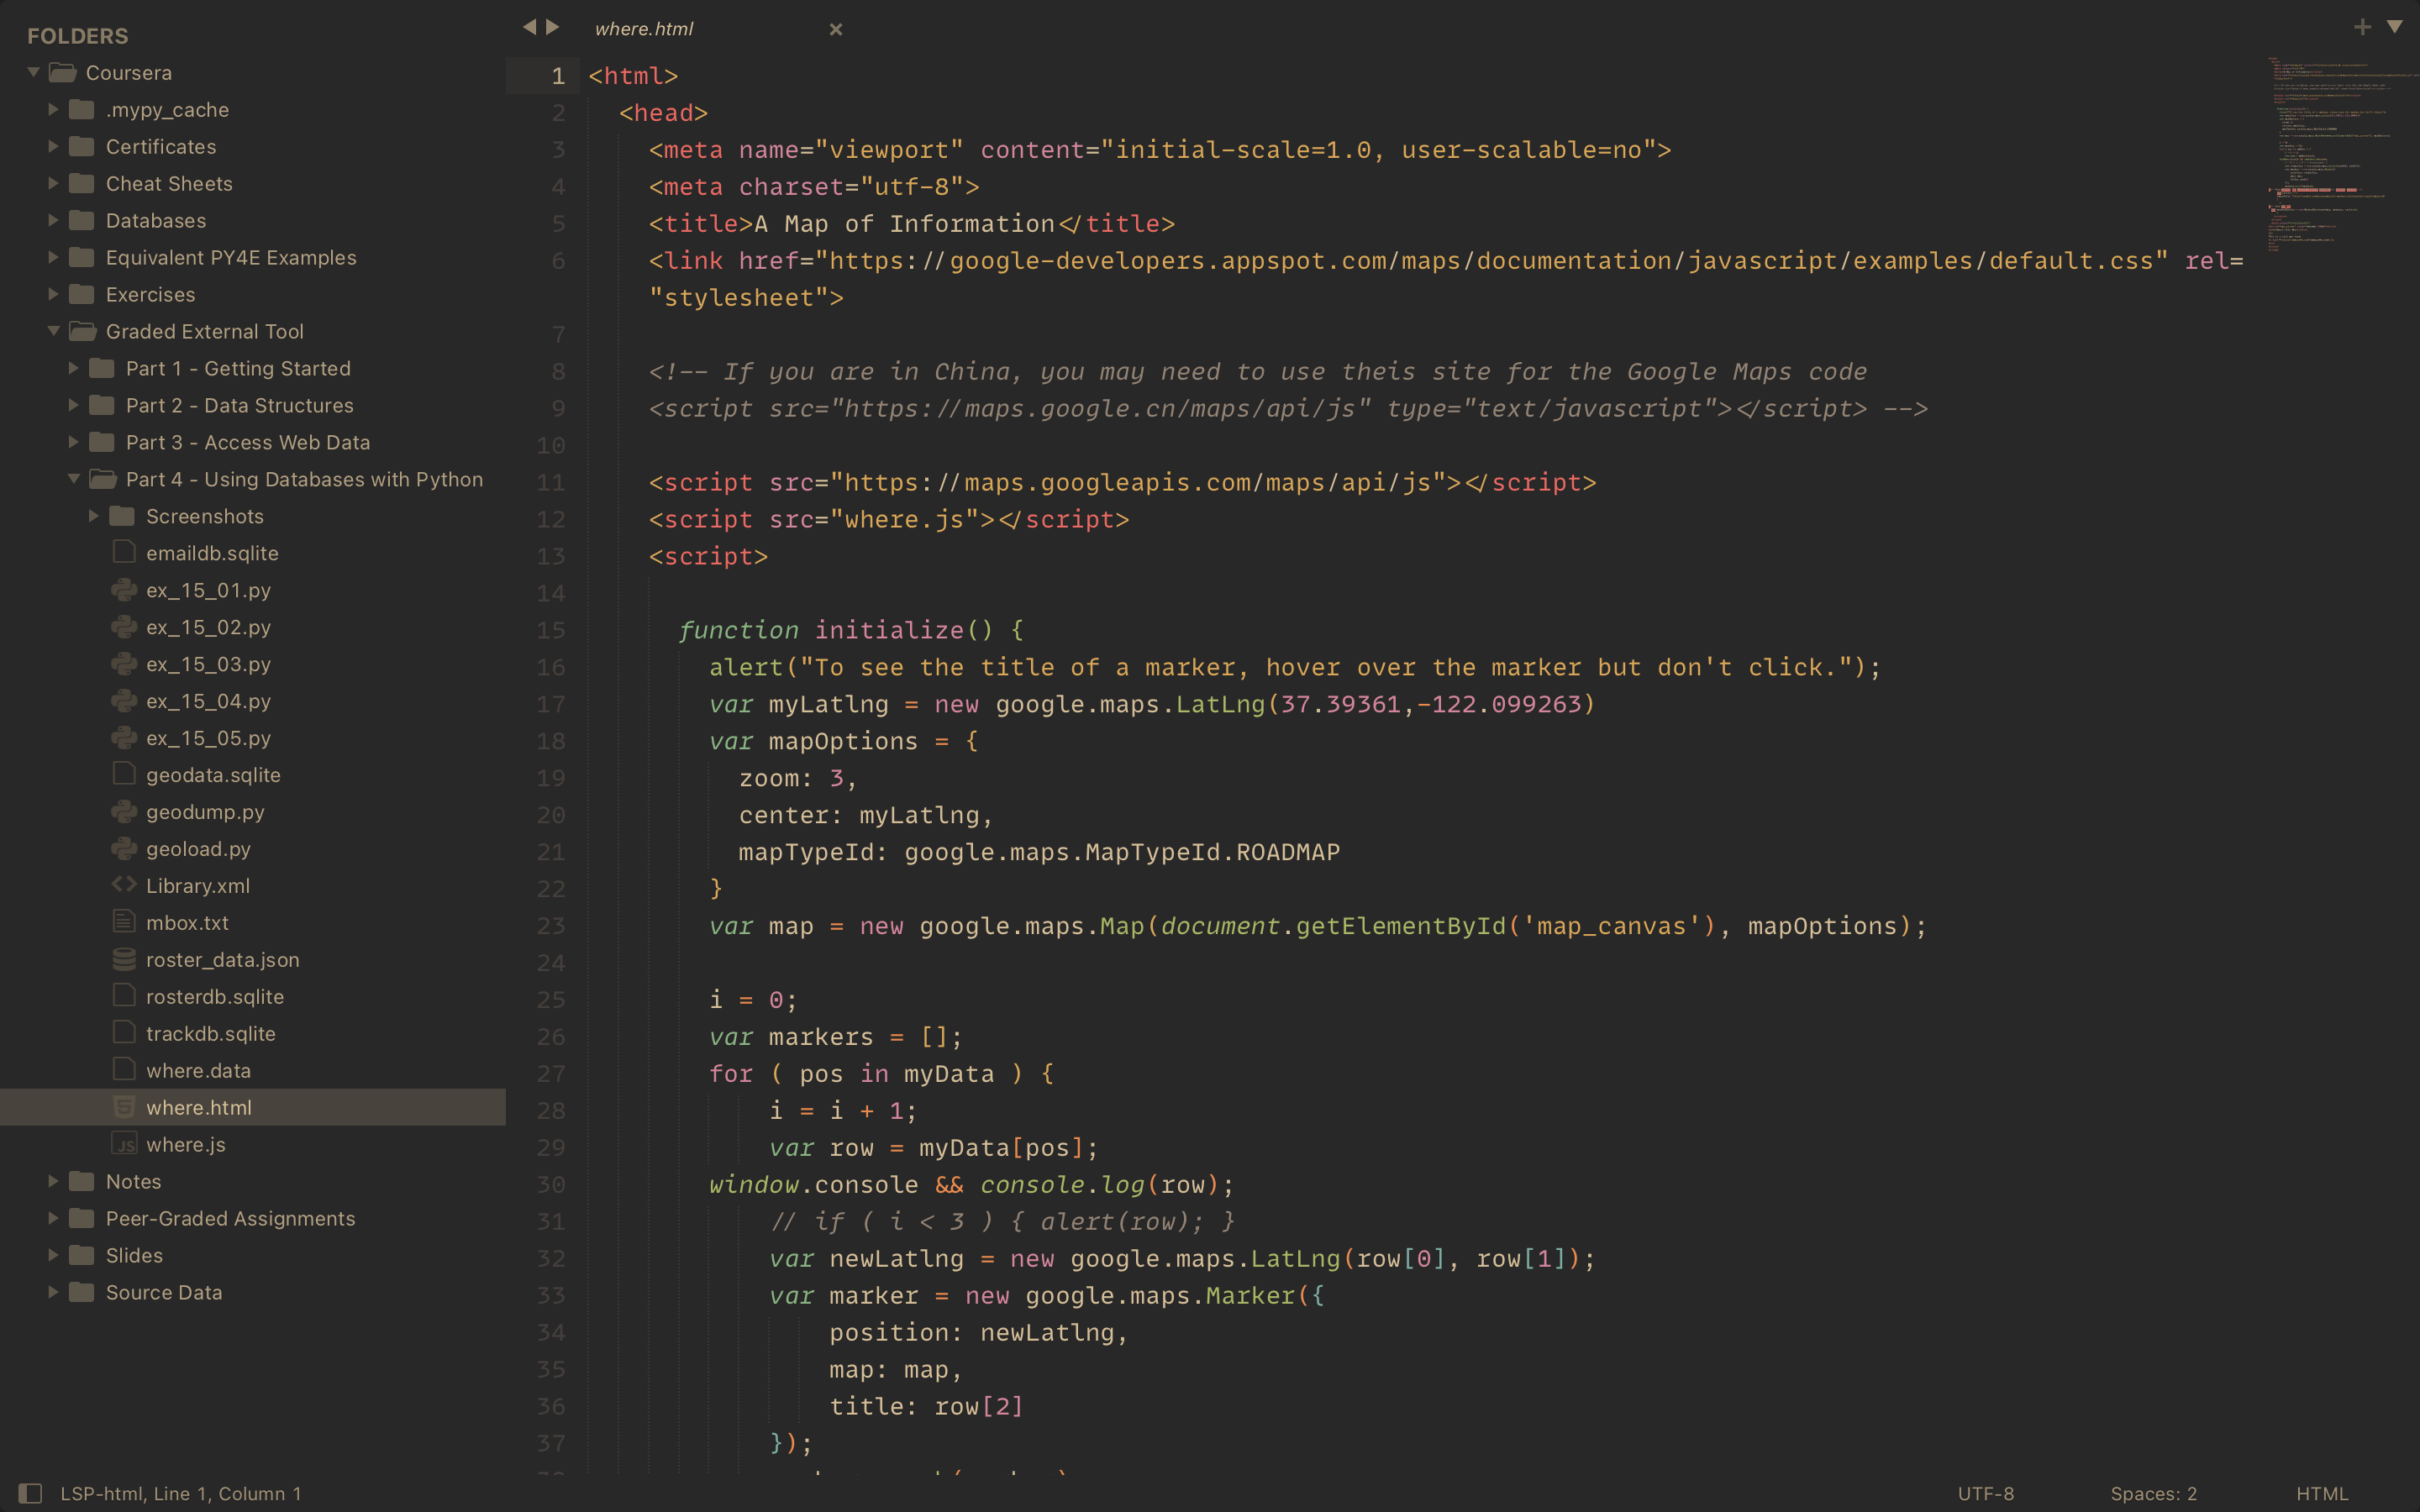 FOLDERS
Coursera
.mypy_cache
Certificates
Cheat Sheets
Databases
Equivalent PY4E Examples
Exercises
Graded External Tool
Part 1 - Getting Started
Part 2 - Data Structures
Part 3 - Access Web Data
Part 4 - Using Databases with Python
Screenshots
emaildb.sqlite
ex_15_01.py
ex_15_02.py
ex_15_03.py
ex_15_04.py
ex_15_05.py
geodata.sqlite
geodump.py
geoload.py
Library.xml
mbox.txt
roster_data.json
rosterdb.sqlite
trackdb.sqlite
where.data
where.html
where.js
Notes
Peer-Graded Assignments
Slides
Source Data
where.html
1 <html>
2 <head>
3 <meta name="viewport" content="initial-scale=1.0, user-scalable=no">
4 <meta charset="utf-8">
5 <title>A Map of Information</title>
6 <link href="https://google-developers.appspot.com/maps/documentation/javascript/examples/default.css" rel=
"stylesheet">
7
8 <!-- If you are in China, you may need to use theis site for the Google Maps code
9 <script src="https://maps.google.cn/maps/api/js" type="text/javascript"></script> -->
10
11 <script src="https://maps.googleapis.com/maps/api/js"></script>
12 <script src="where.js"></script>
13 <script>
14
15 function initialize() {
16 alert("To see the title of a marker, hover over the marker but don't click.");
17 var myLatlng = new google.maps.LatLng(37.39361,-122.099263)
18 var mapOptions = {
19 zoom: 3,
20 center: myLatlng,
21 mapTypeId: google.maps.MapTypeId.ROADMAP
22 }
23 var map = new google.maps.Map(document.getElementById('map_canvas'), mapOptions);
24
25 i = 0;
26 var markers = [];
27 for ( pos in myData ) {
28 i = i + 1;
29 var row = myData[pos];
30 window.console && console.log(row);
31 // if ( i < 3 ) { alert(row); }
32 var newLatlng = new google.maps.LatLng(row[0], row[1]);
33 var marker = new google.maps.Marker({
34 position: newLatlng,
35 map: map,
36 title: row[2]
37 });
LSP-html, Line 1, Column 1
UTF-8
Spaces: 2
HTML